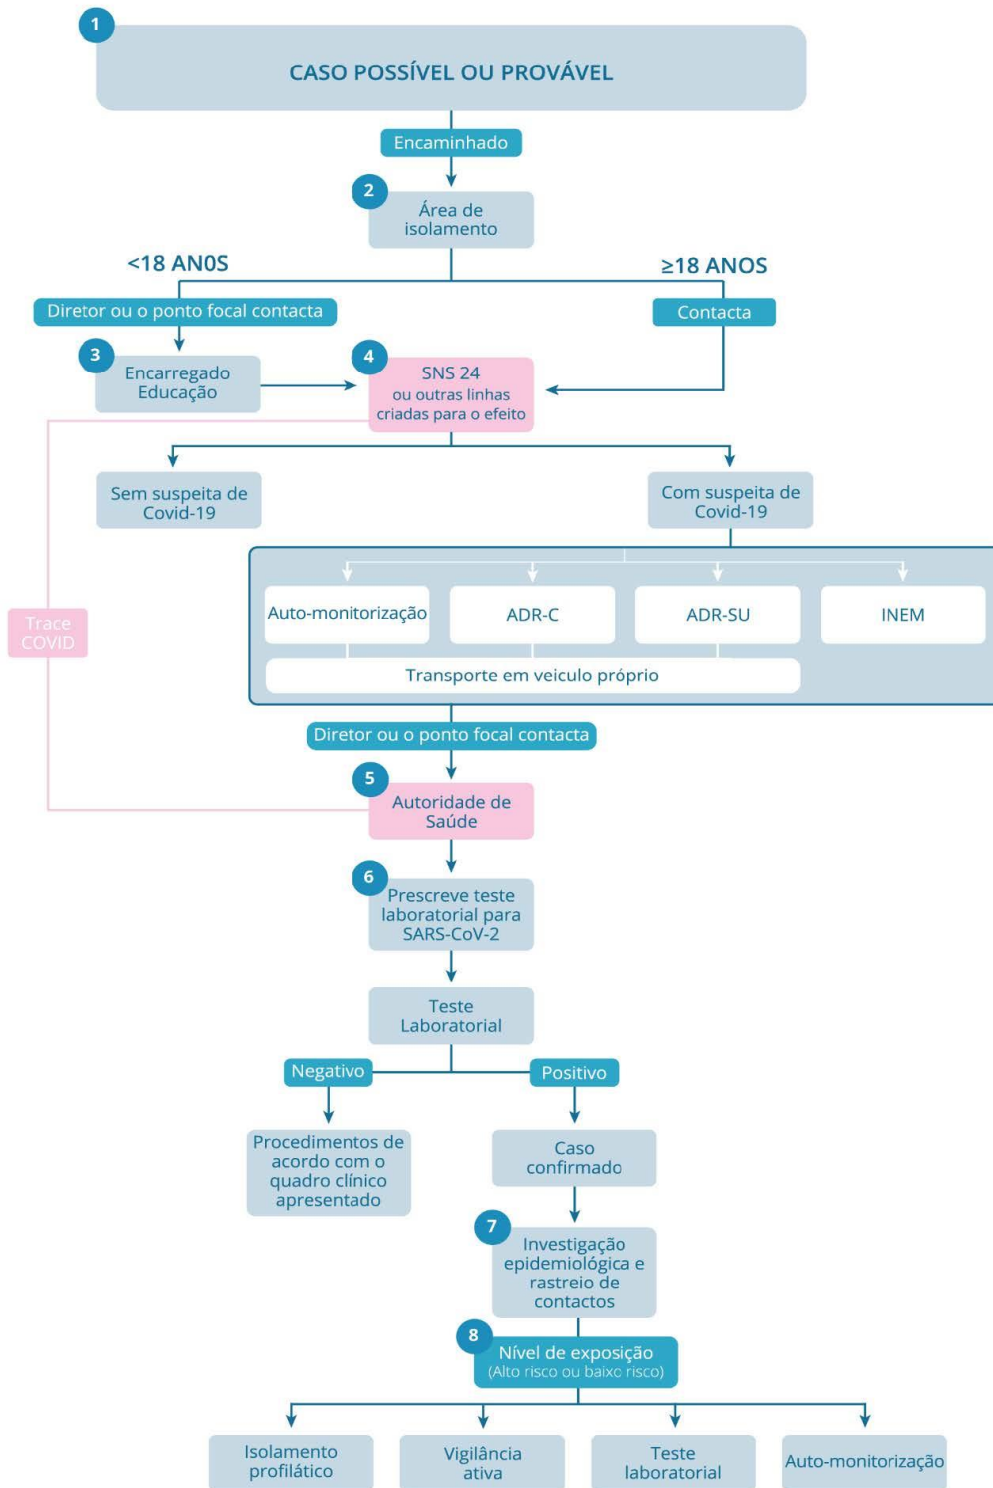 1
CASO POSSÍVEL OU PROVÁVEL
Encaminhado
2
Área de
isolamento
<18 AN0S
≥18 ANOS
Diretor ou o ponto focal contacta
Contacta
3
Encarregado
Educação
4
SNS 24
ou outras linhas
criadas para o efeito
Sem suspeita de
Covid-19
Com suspeita de
Covid-19
Trace
COVID
Auto-monitorização
ADR-C
ADR-SU
INEM
Transporte em veiculo próprio
Diretor ou o ponto focal contacta
5
Autoridade de
Saúde
6
Prescreve teste
laboratorial para
SARS-CoV-2
Teste
Laboratorial
Negativo
Positivo
Procedimentos de
acordo com o
quadro clínico
apresentado
Caso
confirmado
7
Investigação
epidemiológica e
rastreio de
contactos
8
Nível de exposição
(Alto risco ou baixo risco)
Isolamento
profilático
Vigilância
ativa
Teste
laboratorial
Auto-monitorização